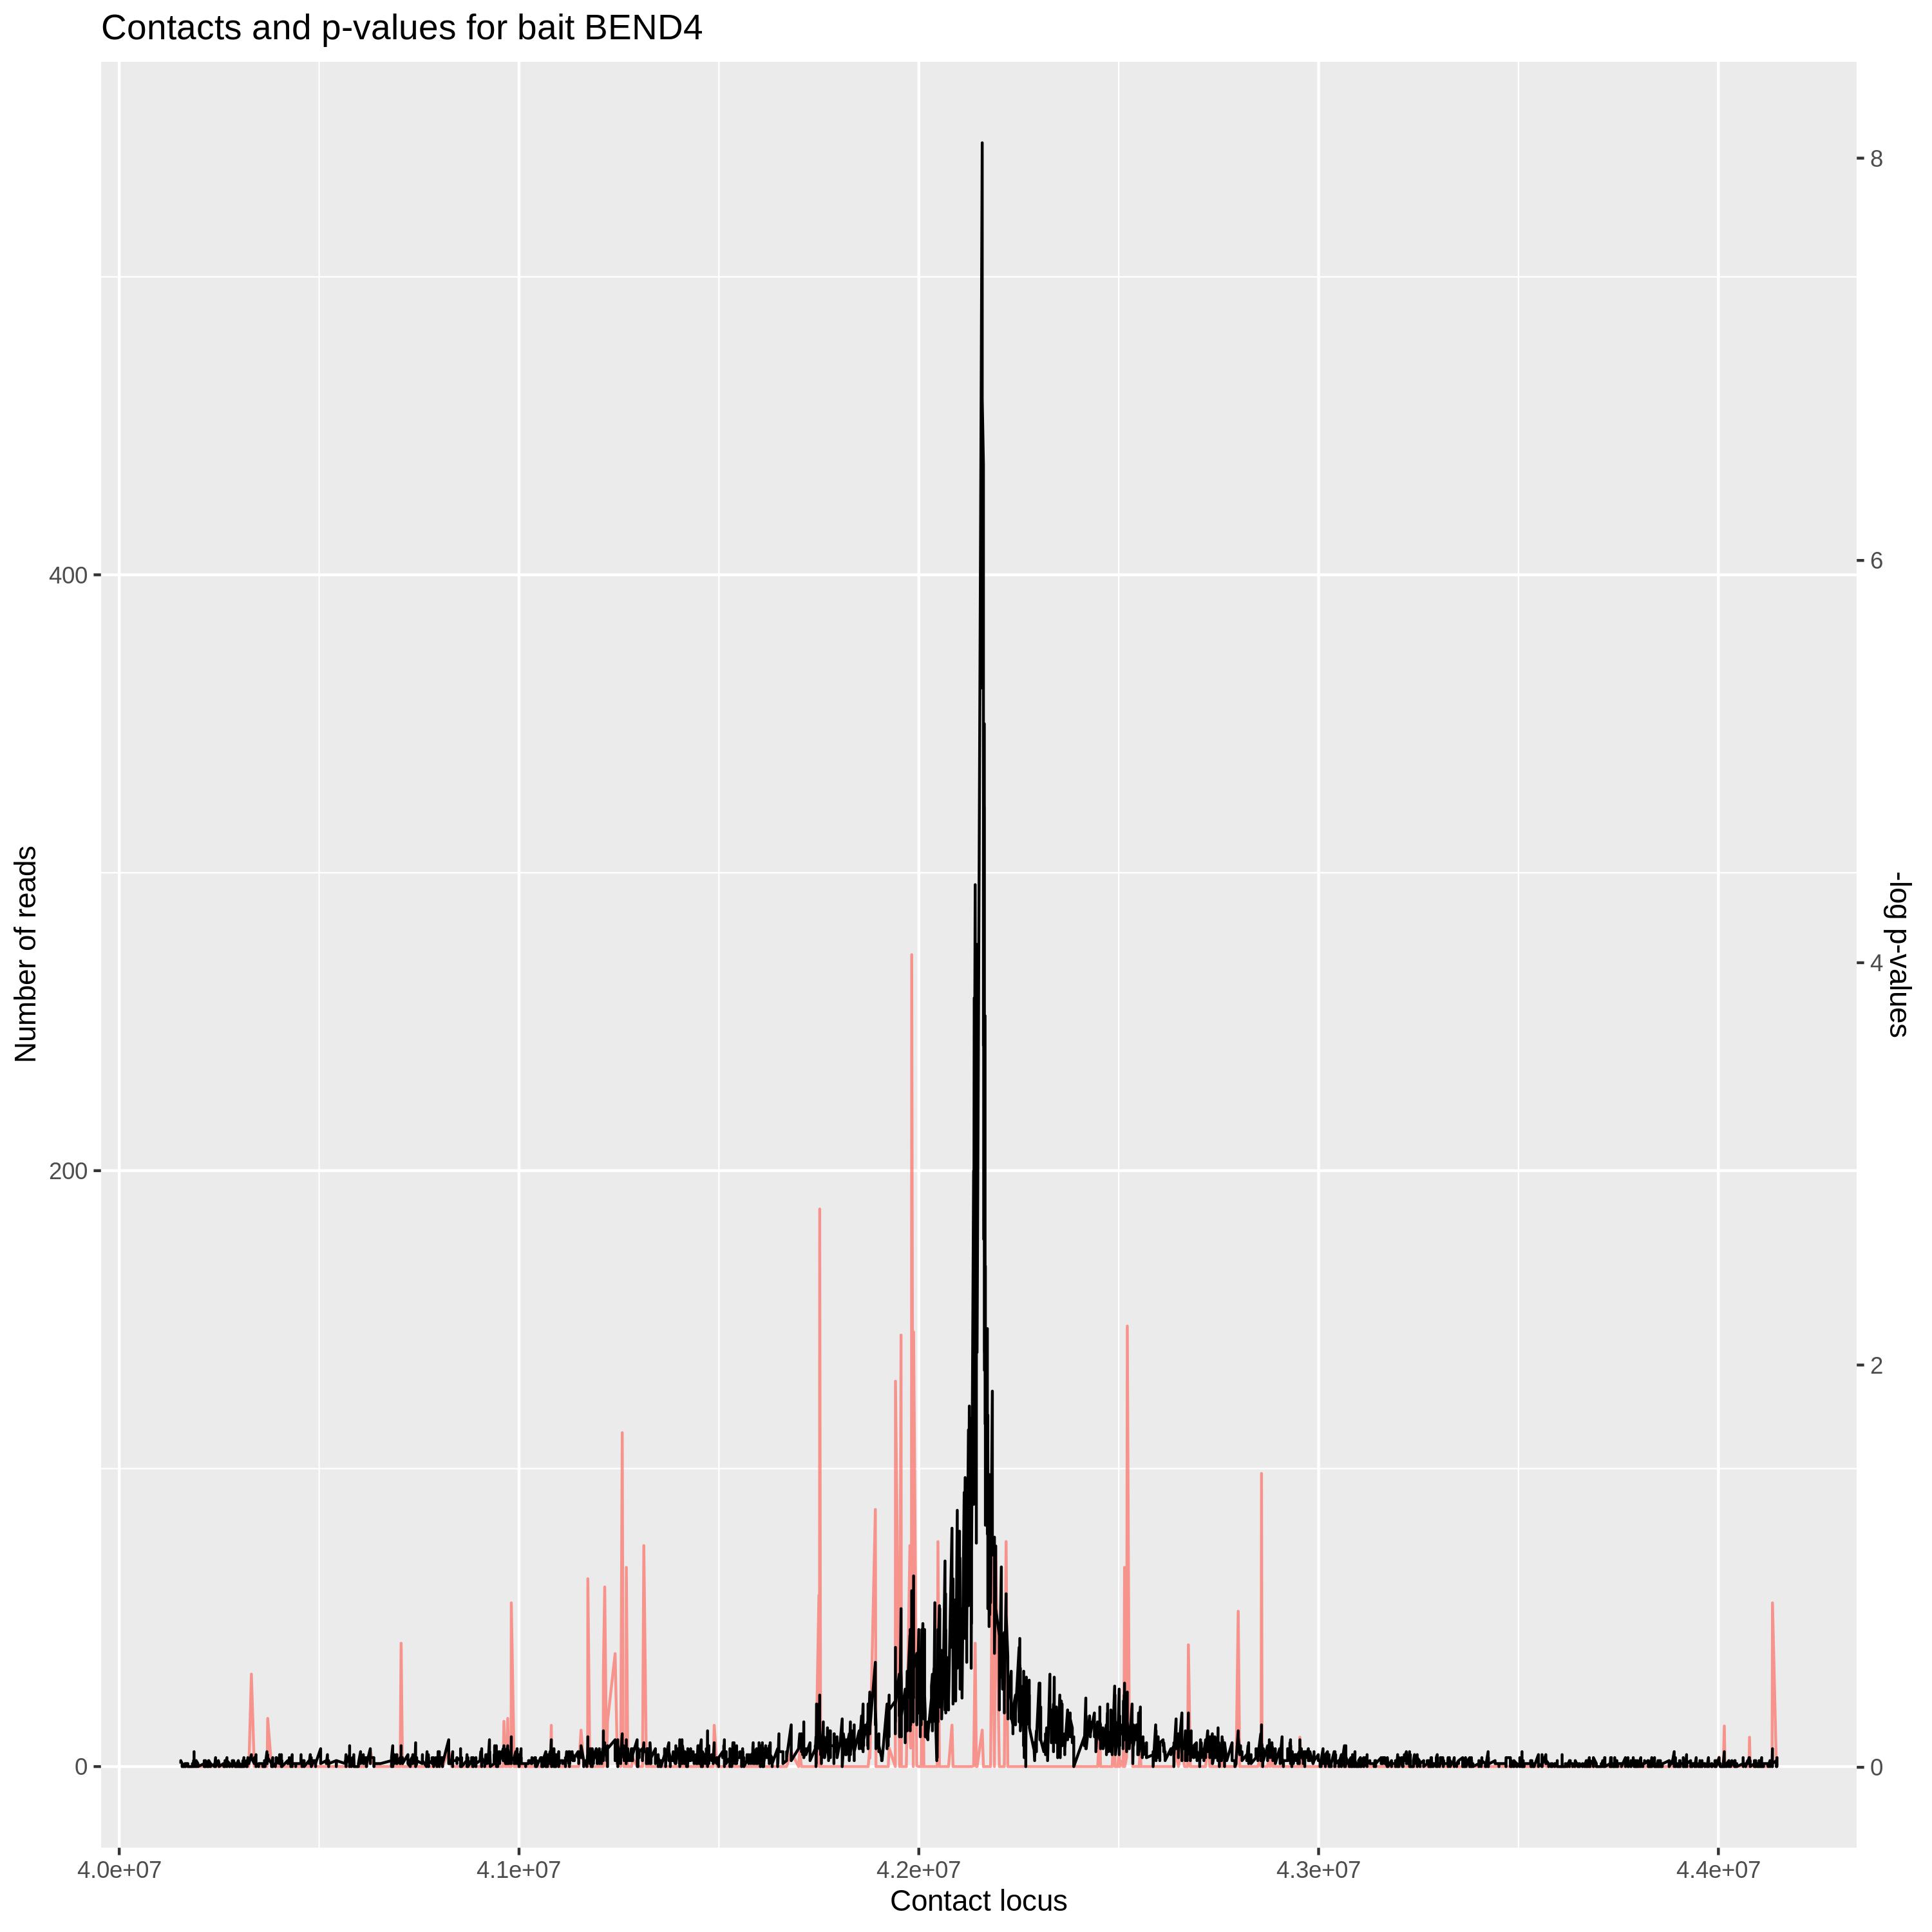 Contacts and p-values for bait BEND4
Number of reads
400
200
0
8
6
4
2
0
-log p-values
4.0e+07 4.1e+07 4.2e+07 4.3e+07 4.4e+07
Contact locus